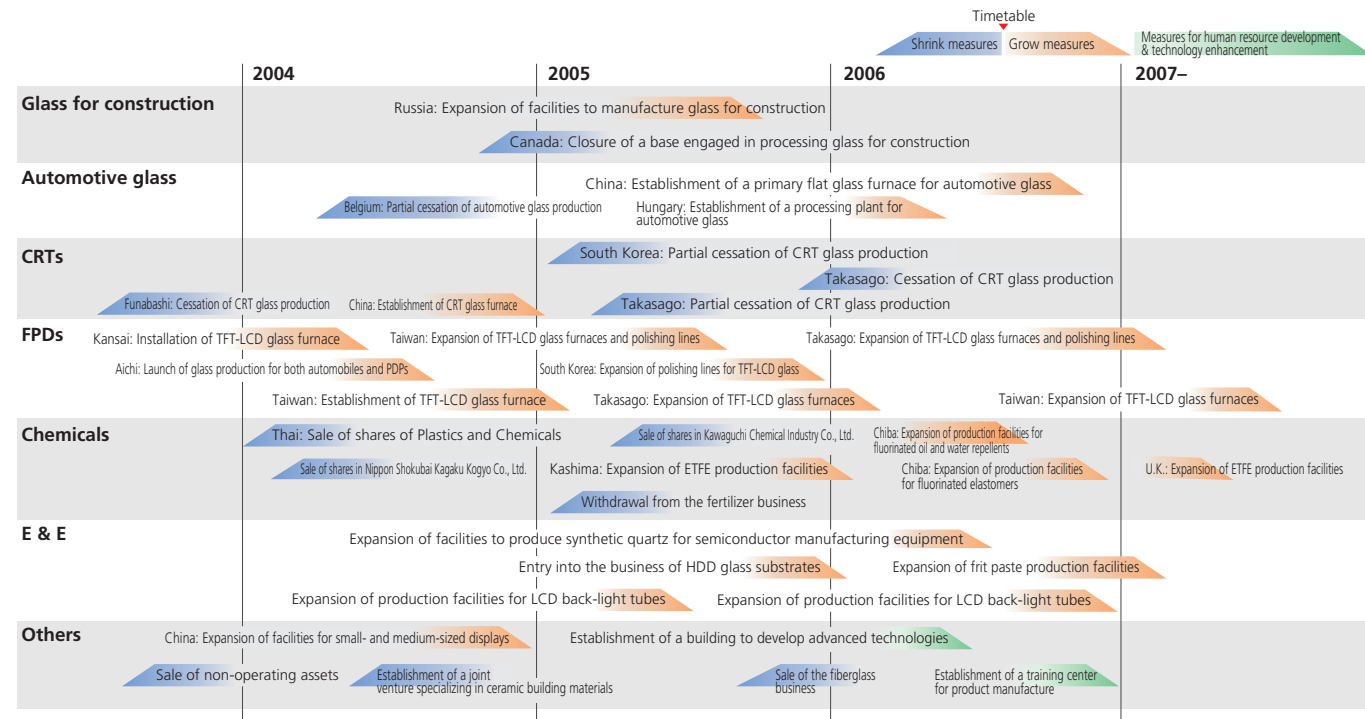 Timetable
Shrink measures
Grow measures
Measures for human resource development
& technology enhancement
2004
2005
2006
2007–
Glass for construction
Russia: Expansion of facilities to manufacture glass for construction
Canada: Closure of a base engaged in processing glass for construction
Automotive glass
China: Establishment of a primary flat glass furnace for automotive glass
Belgium: Partial cessation of automotive glass production
Hungary: Establishment of a processing plant for
automotive glass
CRTs
South Korea: Partial cessation of CRT glass production
Takasago: Cessation of CRT glass production
Funabashi: Cessation of CRT glass production
China: Establishment of CRT glass furnace
Takasago: Partial cessation of CRT glass production
FPDs
Kansai: Installation of TFT-LCD glass furnace
Taiwan: Expansion of TFT-LCD glass furnaces and polishing lines
Takasago: Expansion of TFT-LCD glass furnaces and polishing lines
Aichi: Launch of glass production for both automobiles and PDPs
South Korea: Expansion of polishing lines for TFT-LCD glass
Taiwan: Establishment of TFT-LCD glass furnace
Takasago: Expansion of TFT-LCD glass furnaces
Taiwan: Expansion of TFT-LCD glass furnaces
Chemicals
Thai: Sale of shares of Plastics and Chemicals
Sale of shares in Kawaguchi Chemical Industry Co., Ltd.
Chiba: Expansion of production facilities for
fluorinated oil and water repellents
Sale of shares in Nippon Shokubai Kagaku Kogyo Co., Ltd.
Kashima: Expansion of ETFE production facilities
Chiba: Expansion of production facilities
for fluorinated elastomers
U.K.: Expansion of ETFE production facilities
Withdrawal from the fertilizer business
E & E
Expansion of facilities to produce synthetic quartz for semiconductor manufacturing equipment
Entry into the business of HDD glass substrates
Expansion of frit paste production facilities
Expansion of production facilities for LCD back-light tubes
Expansion of production facilities for LCD back-light tubes
Others
China: Expansion of facilities for small- and medium-sized displays
Establishment of a building to develop advanced technologies
Sale of non-operating assets
Establishment of a joint
venture specializing in ceramic building materials
Sale of the fiberglass
business
Establishment of a training center
for product manufacture